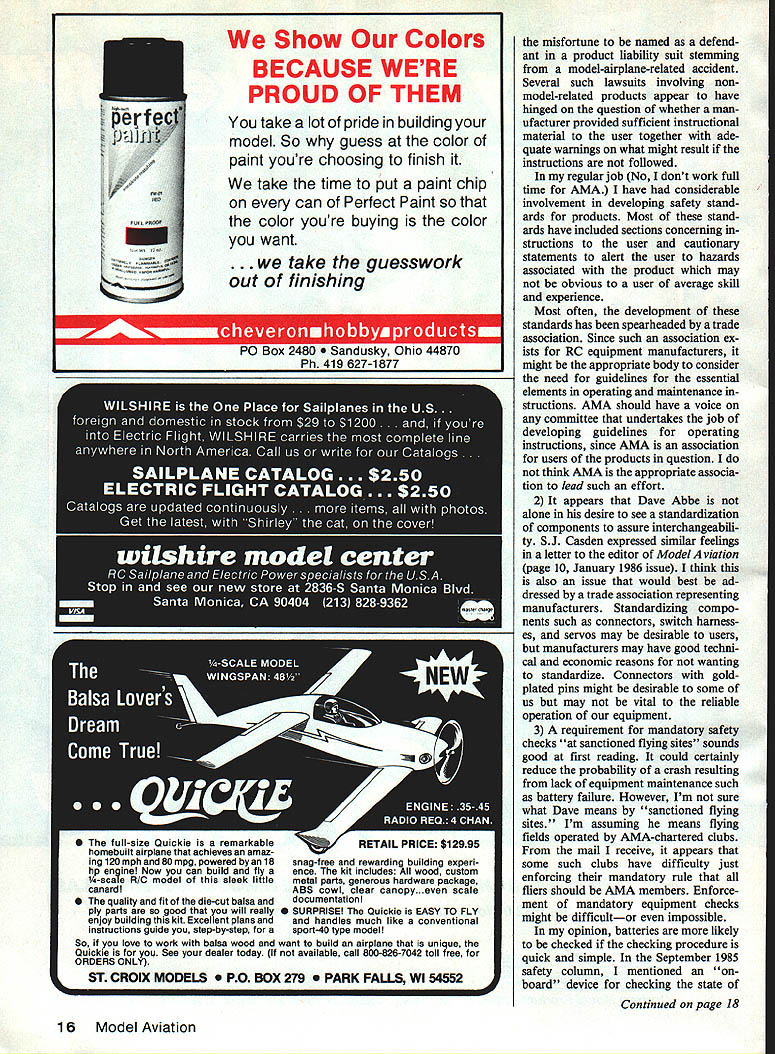 We Show Our Colors
BECAUSE WE'RE
PROUD OF THEM
high-tech
perfect™
paint
RED
FUEL PROOF
You take a lot of pride in building your
model. So why guess at the color of
paint you're choosing to finish it.
We take the time to put a paint chip
on every can of Perfect Paint so that
the color you're buying is the color
you want.
...we take the guesswork
out of finishing
cheveron hobby products
PO Box 2480 • Sandusky, Ohio 44870
Ph. 419 627-1877
WILSHIRE is the One Place for Sailplanes in the U.S...
foreign and domestic in stock from $29 to $1200 . . . and, if you're
into Electric Flight, WILSHIRE carries the most complete line
anywhere in North America. Call us or write for our Catalogs . . .
SAILPLANE CATALOG . . . $2.50
ELECTRIC FLIGHT CATALOG . . . $2.50
Catalogs are updated continuously . . . more items, all with photos.
Get the latest, with "Shirley" the cat, on the cover!
wilshire model center
RC Sailplane and Electric Power specialists for the U.S.A.
Stop in and see our new store at 2836-S Santa Monica Blvd.
Santa Monica, CA 90404 (213) 828-9362
VISA
master charge
The
Balsa Lover's
Dream
Come True!
¼-SCALE MODEL
WINGSPAN: 48½"
NEW
...QUICKIE
ENGINE: .35-.45
RADIO REQ.: 4 CHAN.
RETAIL PRICE: $129.95
• The full-size Quickie is a remarkable
homebuilt airplane that achieves an amaz-
ing 120 mph and 80 mpg, powered by an 18
hp engine! Now you can build and fly a
¼-scale R/C model of this sleek little
canard!
• The quality and fit of the die-cut balsa and
ply parts are so good that you will really
enjoy building this kit. Excellent plans and
instructions guide you, step-by-step, for a
snag-free and rewarding building experi-
ence. The kit includes: All wood, custom
metal parts, generous hardware package,
ABS cowl, clear canopy...even scale
documentation!
• SURPRISE! The Quickie is EASY TO FLY
and handles much like a conventional
sport-40 type model!
So, if you love to work with balsa wood and want to build an airplane that is unique, the
Quickie is for you. See your dealer today. (If not available, call 800-826-7042 toll free, for
ORDERS ONLY).
ST. CROIX MODELS • P.O. BOX 279 • PARK FALLS, WI 54552
the misfortune to be named as a defend-
ant in a product liability suit stemming
from a model-airplane-related accident.
Several such lawsuits involving non-
model-related products appear to have
hinged on the question of whether a man-
ufacturer provided sufficient instructional
material to the user together with ade-
quate warnings on what might result if the
instructions are not followed.
In my regular job (No, I don't work full
time for AMA.) I have had considerable
involvement in developing safety stand-
ards for products. Most of these stand-
ards have included sections concerning in-
structions to the user and cautionary
statements to alert the user to hazards
associated with the product which may
not be obvious to a user of average skill
and experience.
Most often, the development of these
standards has been spearheaded by a trade
association. Since such an association ex-
ists for RC equipment manufacturers, it
might be the appropriate body to consider
the need for guidelines for the essential
elements in operating and maintenance in-
structions. AMA should have a voice on
any committee that undertakes the job of
developing guidelines for operating
instructions, since AMA is an association
for users of the products in question. I do
not think AMA is the appropriate associa-
tion to lead such an effort.
2) It appears that Dave Abbe is not
alone in his desire to see a standardization
of components to assure interchangeabili-
ty. S.J. Casden expressed similar feelings
in a letter to the editor of Model Aviation
(page 10, January 1986 issue). I think this
is also an issue that would best be ad-
dressed by a trade association representing
manufacturers. Standardizing compo-
nents such as connectors, switch harness-
es, and servos may be desirable to users,
but manufacturers may have good techni-
cal and economic reasons for not wanting
to standardize. Connectors with gold-
plated pins might be desirable to some of
us but may not be vital to the reliable
operation of our equipment.
3) A requirement for mandatory safety
checks "at sanctioned flying sites" sounds
good at first reading. It could certainly
reduce the probability of a crash resulting
from lack of equipment maintenance such
as battery failure. However, I'm not sure
what Dave means by "sanctioned flying
sites." I'm assuming he means flying
fields operated by AMA-chartered clubs.
From the mail I receive, it appears that
some such clubs have difficulty just
enforcing their mandatory rule that all
fliers should be AMA members. Enforce-
ment of mandatory equipment checks
might be difficult—or even impossible.
In my opinion, batteries are more likely
to be checked if the checking procedure is
quick and simple. In the September 1985
safety column, I mentioned an "on-
board" device for checking the state of
Continued on page 18
16 Model Aviation